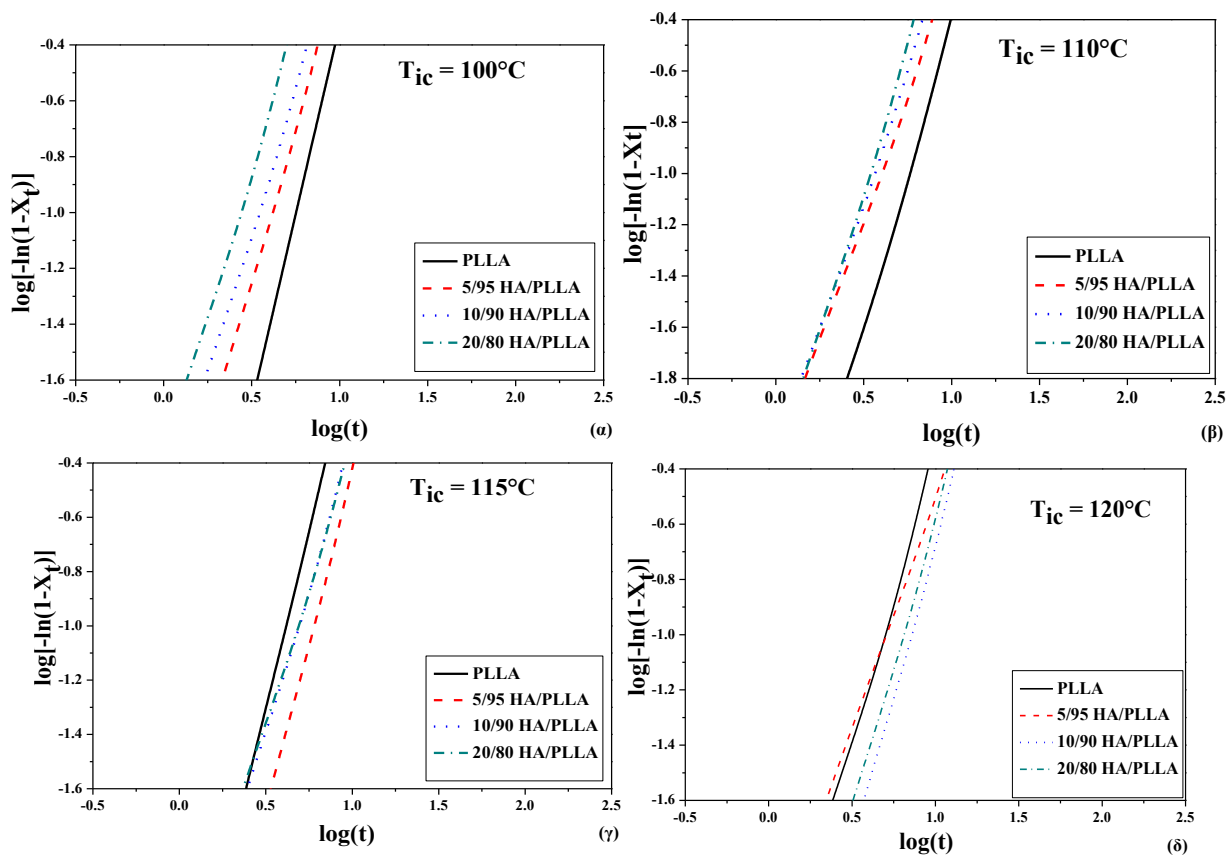 T_ic = 100°C
-0.4
-0.6
-0.8
-1.0
-1.2
-1.4
-1.6
log[-ln(1-X_t)]
PLLA
5/95 HA/PLLA
10/90 HA/PLLA
20/80 HA/PLLA
-0.5 0.0 0.5 1.0 1.5 2.0 2.5
log(t)
(α)
T_ic = 110°C
-0.4
-0.6
-0.8
-1.0
-1.2
-1.4
-1.6
-1.8
log[-ln(1-Xt]
PLLA
5/95 HA/PLLA
10/90 HA/PLLA
20/80 HA/PLLA
-0.5 0.0 0.5 1.0 1.5 2.0 2.5
log(t)
(β)
T_ic = 115°C
-0.4
-0.6
-0.8
-1.0
-1.2
-1.4
-1.6
log[-ln(1-X_t)]
PLLA
5/95 HA/PLLA
10/90 HA/PLLA
20/80 HA/PLLA
-0.5 0.0 0.5 1.0 1.5 2.0 2.5
log(t)
(γ)
T_ic = 120°C
-0.4
-0.6
-0.8
-1.0
-1.2
-1.4
-1.6
log[-ln(1-X_t)]
PLLA
5/95 HA/PLLA
10/90 HA/PLLA
20/80 HA/PLLA
-0.5 0.0 0.5 1.0 1.5 2.0 2.5
log(t)
(δ)